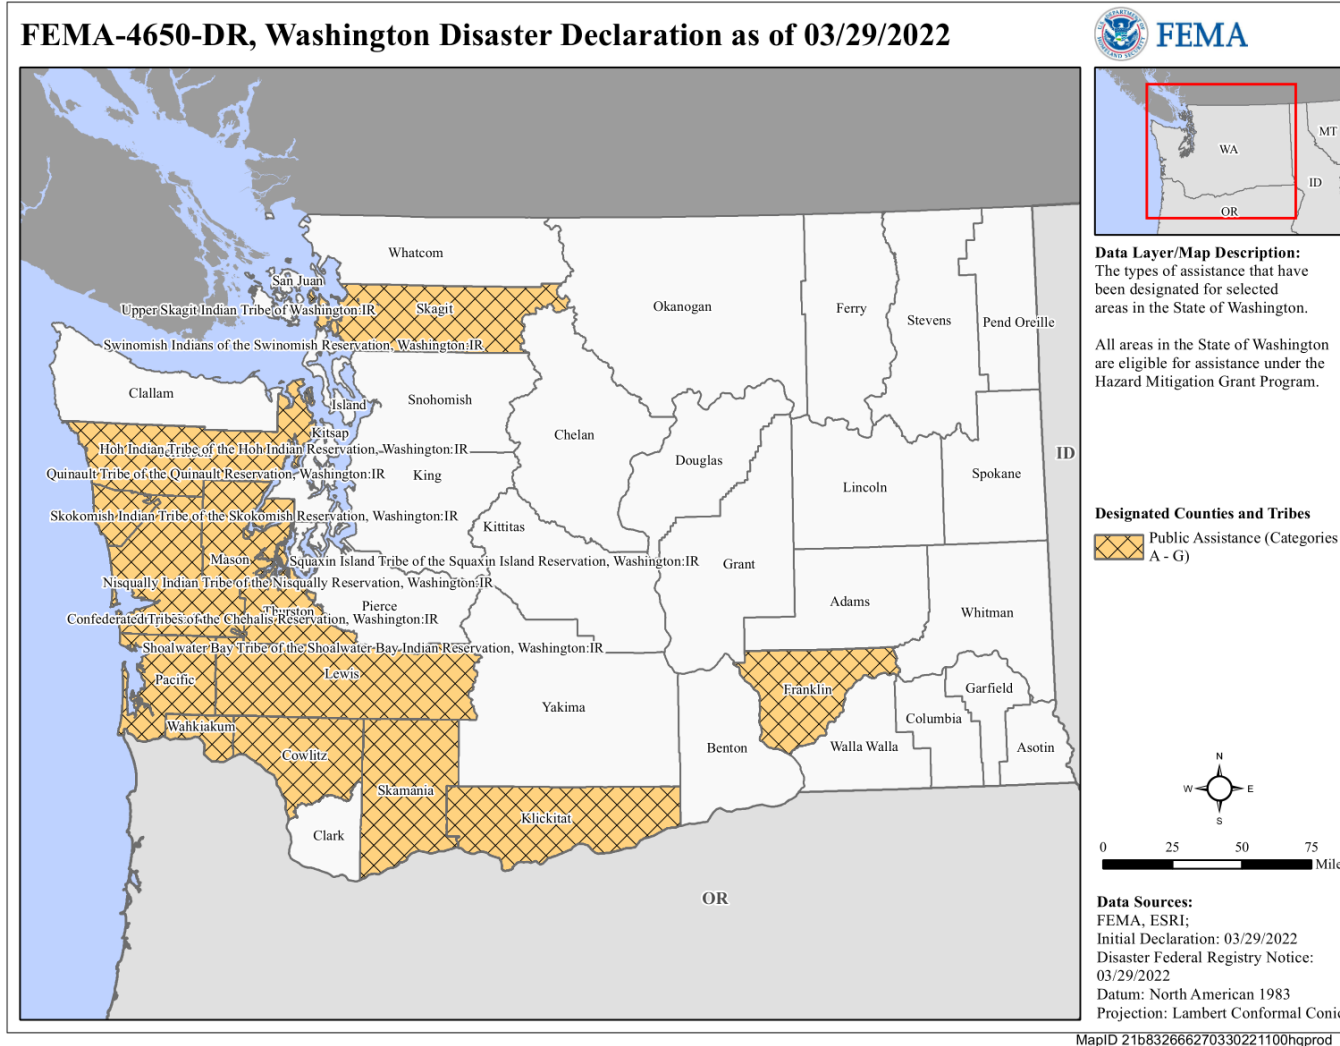 FEMA-4650-DR, Washington Disaster Declaration as of 03/29/2022
FEMA
WA
MT
ID
OR
Data Layer/Map Description:
The types of assistance that have
been designated for selected
areas in the State of Washington.
All areas in the State of Washington
are eligible for assistance under the
Hazard Mitigation Grant Program.
Designated Counties and Tribes
Public Assistance (Categories
A - G)
Whatcom
San Juan
Upper Skagit Indian Tribe of Washington:IR
Skagit
Okanogan
Ferry
Stevens
Pend Oreille
Swinomish Indians of the Swinomish Reservation, Washington:IR
Clallam
Island
Snohomish
Kitsap
Chelan
Hoh Indian Tribe of the Hoh Indian Reservation, Washington:IR
Douglas
ID
Quinault Tribe of the Quinault Reservation, Washington:IR
King
Lincoln
Spokane
Skokomish Indian Tribe of the Skokomish Reservation, Washington:IR
Kittitas
Mason
Squaxin Island Tribe of the Squaxin Island Reservation, Washington:IR
Grant
Nisqually Indian Tribe of the Nisqually Reservation, Washington:IR
Adams
Pierce
Thurston
Whitman
Confederated Tribes of the Chehalis Reservation, Washington:IR
Shoalwater Bay Tribe of the Shoalwater Bay Indian Reservation, Washington:IR
Pacific
Lewis
Franklin
Garfield
Yakima
Columbia
Wahkiakum
Cowlitz
Benton
Walla Walla
Asotin
Skamania
Klickitat
Clark
OR
N
W
E
S
0 25 50 75
Mile
Data Sources:
FEMA, ESRI;
Initial Declaration: 03/29/2022
Disaster Federal Registry Notice:
03/29/2022
Datum: North American 1983
Projection: Lambert Conformal Conic
MapID 21b832666270330221100hqprod